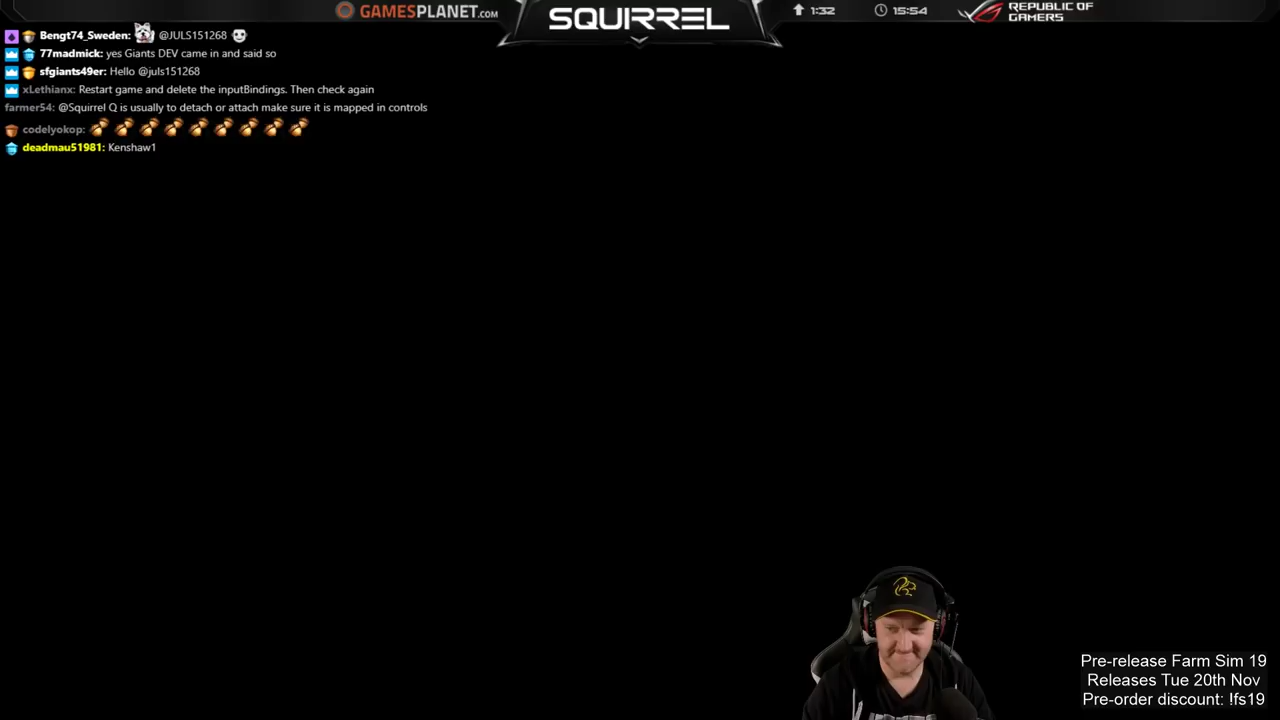 GAMESPLANET.COM
SQUIRREL
1:32
15:54
REPUBLIC OF
GAMERS
Bengt74_Sweden: @JULS151268
77madmick: yes Giants DEV came in and said so
sfgiants49er: Hello @juls151268
xLethianx: Restart game and delete the inputBindings. Then check again
farmer54: @Squirrel Q is usually to detach or attach make sure it is mapped in controls
codelyokop:
deadmau51981: Kenshaw1
Pre-release Farm Sim 19
Releases Tue 20th Nov
Pre-order discount: !fs19